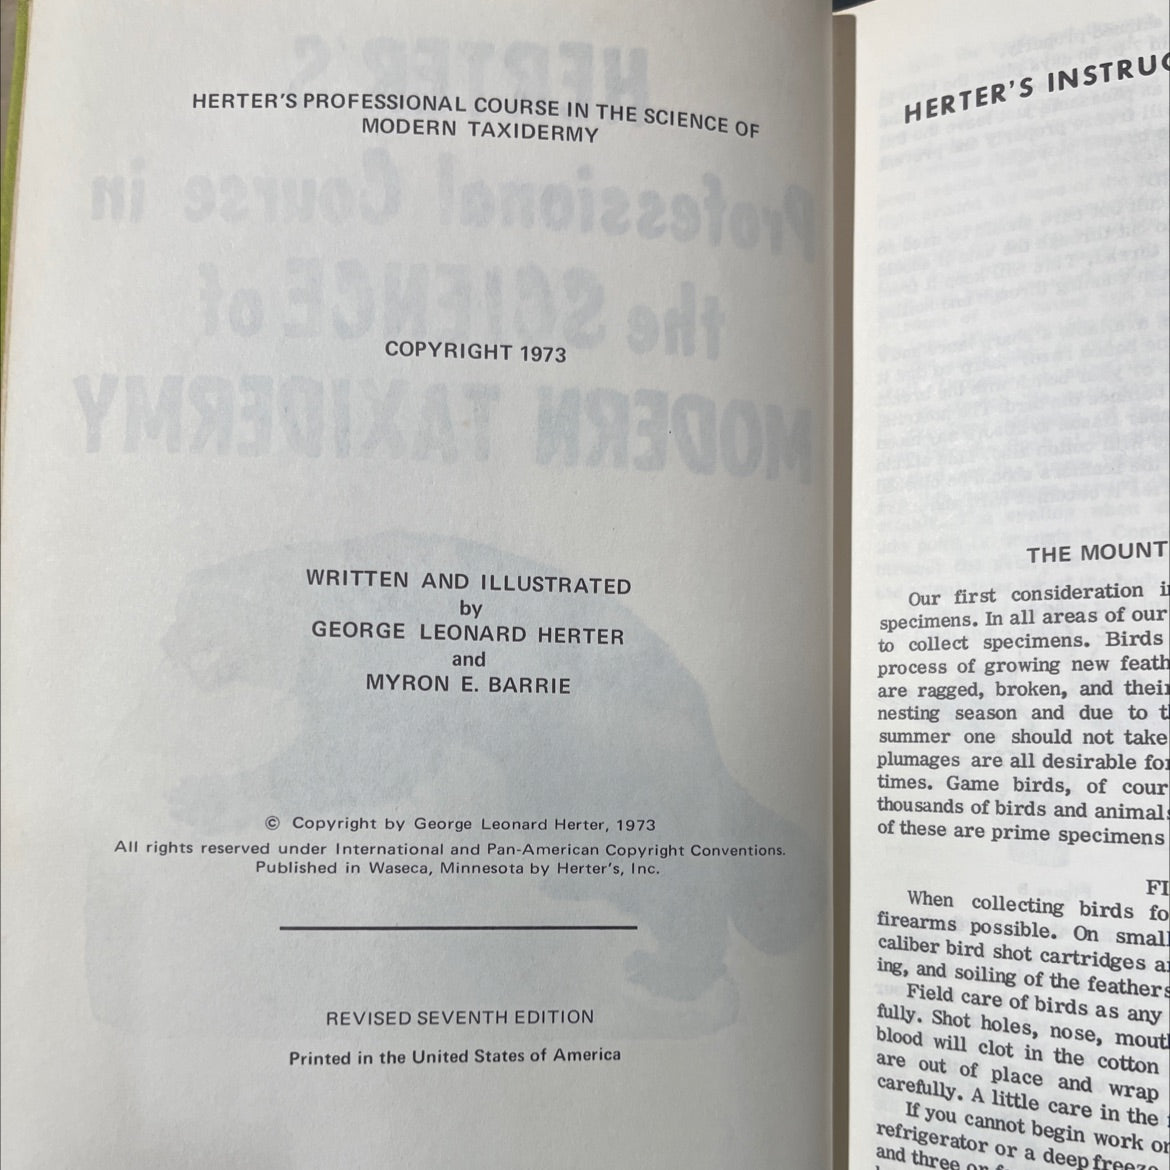 HERTER'S PROFESSIONAL COURSE IN THE SCIENCE OF
MODERN TAXIDERMY
COPYRIGHT 1973
WRITTEN AND ILLUSTRATED
by
GEORGE LEONARD HERTER
and
MYRON E. BARRIE
© Copyright by George Leonard Herter, 1973
All rights reserved under International and Pan-American Copyright Conventions.
Published in Waseca, Minnesota by Herter's, Inc.
REVISED SEVENTH EDITION
Printed in the United States of America
HERTER'S INSTRUC
THE MOUNT
Our first consideration i
specimens. In all areas of our
to collect specimens. Birds
process of growing new feath
are ragged, broken, and their
nesting season and due to t
summer one should not take
plumages are all desirable for
times. Game birds, of cour
thousands of birds and animals
of these are prime specimens
FI
When collecting birds fo
firearms possible. On small
caliber bird shot cartridges a
ing, and soiling of the feathers
Field care of birds as any
fully. Shot holes, nose, mout
blood will clot in the cotton
are out of place and wrap
carefully. A little care in the
If you cannot begin work or
refrigerator or a deep freeze
and three or